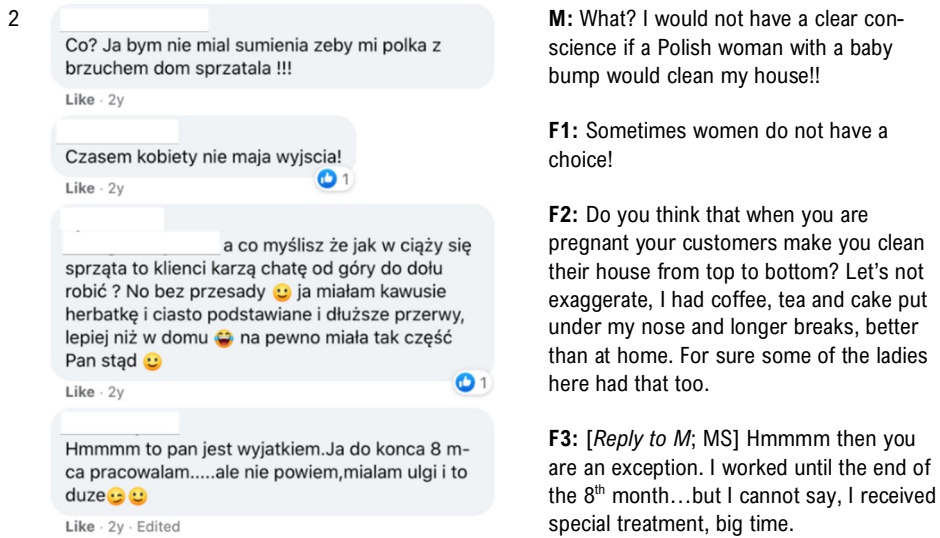 2
Co? Ja bym nie mial sumienia zeby mi polka z
brzuchem dom sprzatala !!!
Like · 2y
Czasem kobiety nie maja wyjscia!
1
Like · 2y
a co myślisz że jak w ciąży się
sprząta to klienci karzą chatę od góry do dołu
robić ? No bez przesady 🙂 ja miałam kawusie
herbatkę i ciasto podstawiane i dłuższe przerwy,
lepiej niż w domu 😂 na pewno miała tak część
Pan stąd 🙂
1
Like · 2y
Hmmmm to pan jest wyjatkiem.Ja do konca 8 m-
ca pracowalam.....ale nie powiem,mialam ulgi i to
duze😉🙂
Like · 2y · Edited
M: What? I would not have a clear con-
science if a Polish woman with a baby
bump would clean my house!!
F1: Sometimes women do not have a
choice!
F2: Do you think that when you are
pregnant your customers make you clean
their house from top to bottom? Let’s not
exaggerate, I had coffee, tea and cake put
under my nose and longer breaks, better
than at home. For sure some of the ladies
here had that too.
F3: [Reply to M; MS] Hmmmm then you
are an exception. I worked until the end of
the 8th month…but I cannot say, I received
special treatment, big time.